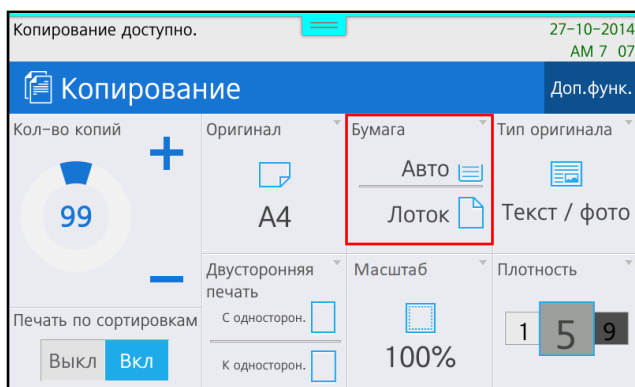 Копирование доступно.
27-10-2014
AM 7 07
Копирование
Доп.функ.
Кол-во копий
99
Оригинал
A4
Бумага
Авто
Лоток
Тип оригинала
Текст / фото
Печать по сортировкам
Выкл Вкл
Двусторонняя
печать
С односторон.
К односторон.
Масштаб
100%
Плотность
1 5 9